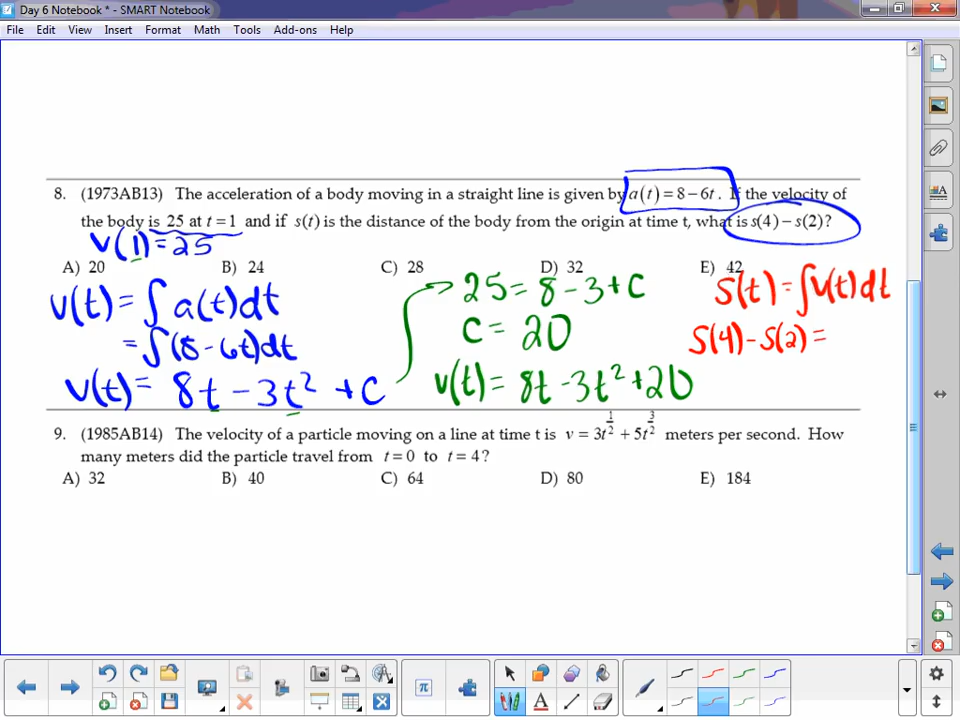 Day 6 Notebook * - SMART Notebook
File Edit View Insert Format Math Tools Add-ons Help
8. (1973AB13) The acceleration of a body moving in a straight line is given by a(t) = 8 − 6t. If the velocity of
the body is 25 at t = 1 and if s(t) is the distance of the body from the origin at time t, what is s(4) − s(2)?
v(1) = 25
A) 20 B) 24 C) 28 D) 32 E) 42
v(t) = ∫ a(t)dt
= ∫(8 - 6t)dt
v(t) = 8t - 3t² + C
25 = 8 - 3 + C
C = 20
v(t) = 8t - 3t² + 20
S(t) = ∫v(t)dt
S(4) - S(2) =
9. (1985AB14) The velocity of a particle moving on a line at time t is v = 3t^(1/2) + 5t^(3/2) meters per second. How
many meters did the particle travel from t = 0 to t = 4?
A) 32 B) 40 C) 64 D) 80 E) 184